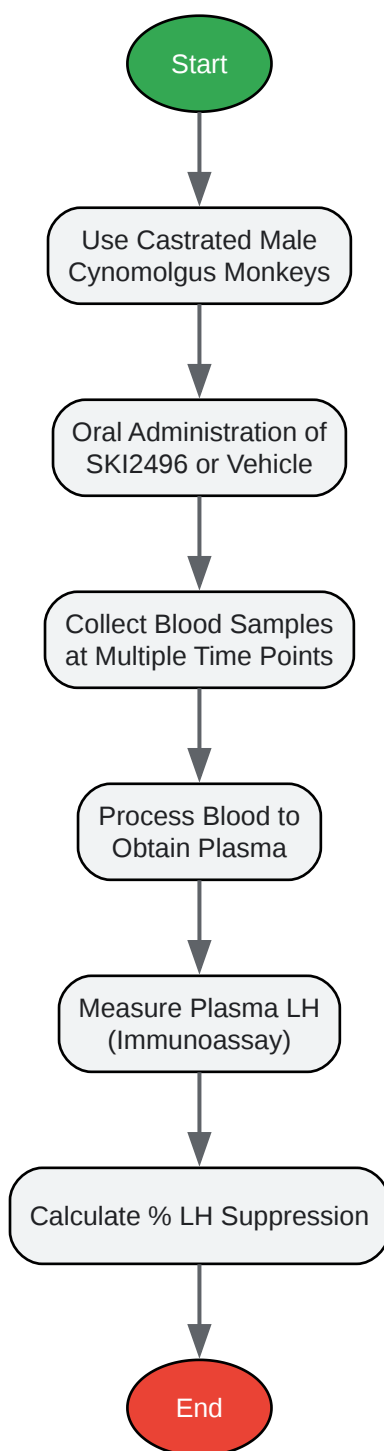 Start
Use Castrated Male
Cynomolgus Monkeys
Oral Administration of
SKI2496 or Vehicle
Collect Blood Samples
at Multiple Time Points
Process Blood to
Obtain Plasma
Measure Plasma LH
(Immunoassay)
Calculate % LH Suppression
End